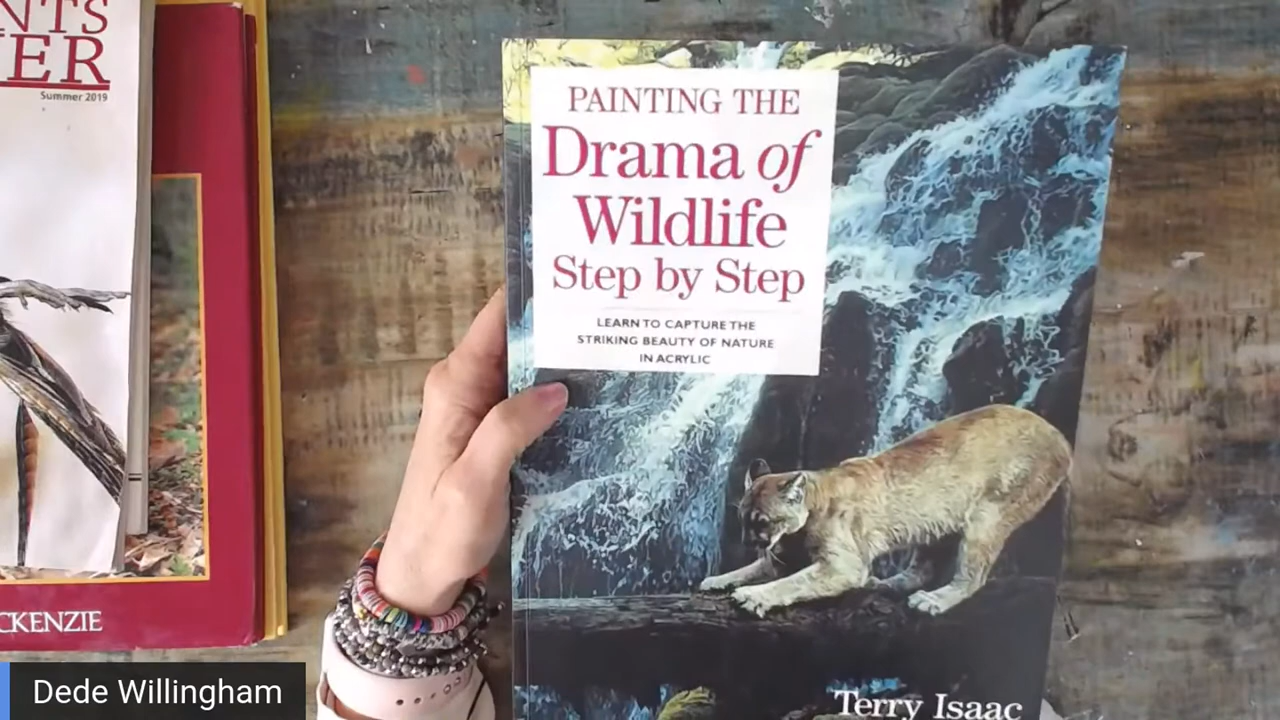 NTS
ER
Summer 2019
CKENZIE
PAINTING THE
Drama of
Wildlife
Step by Step
LEARN TO CAPTURE THE
STRIKING BEAUTY OF NATURE
IN ACRYLIC
Terry Isaac
Dede Willingham